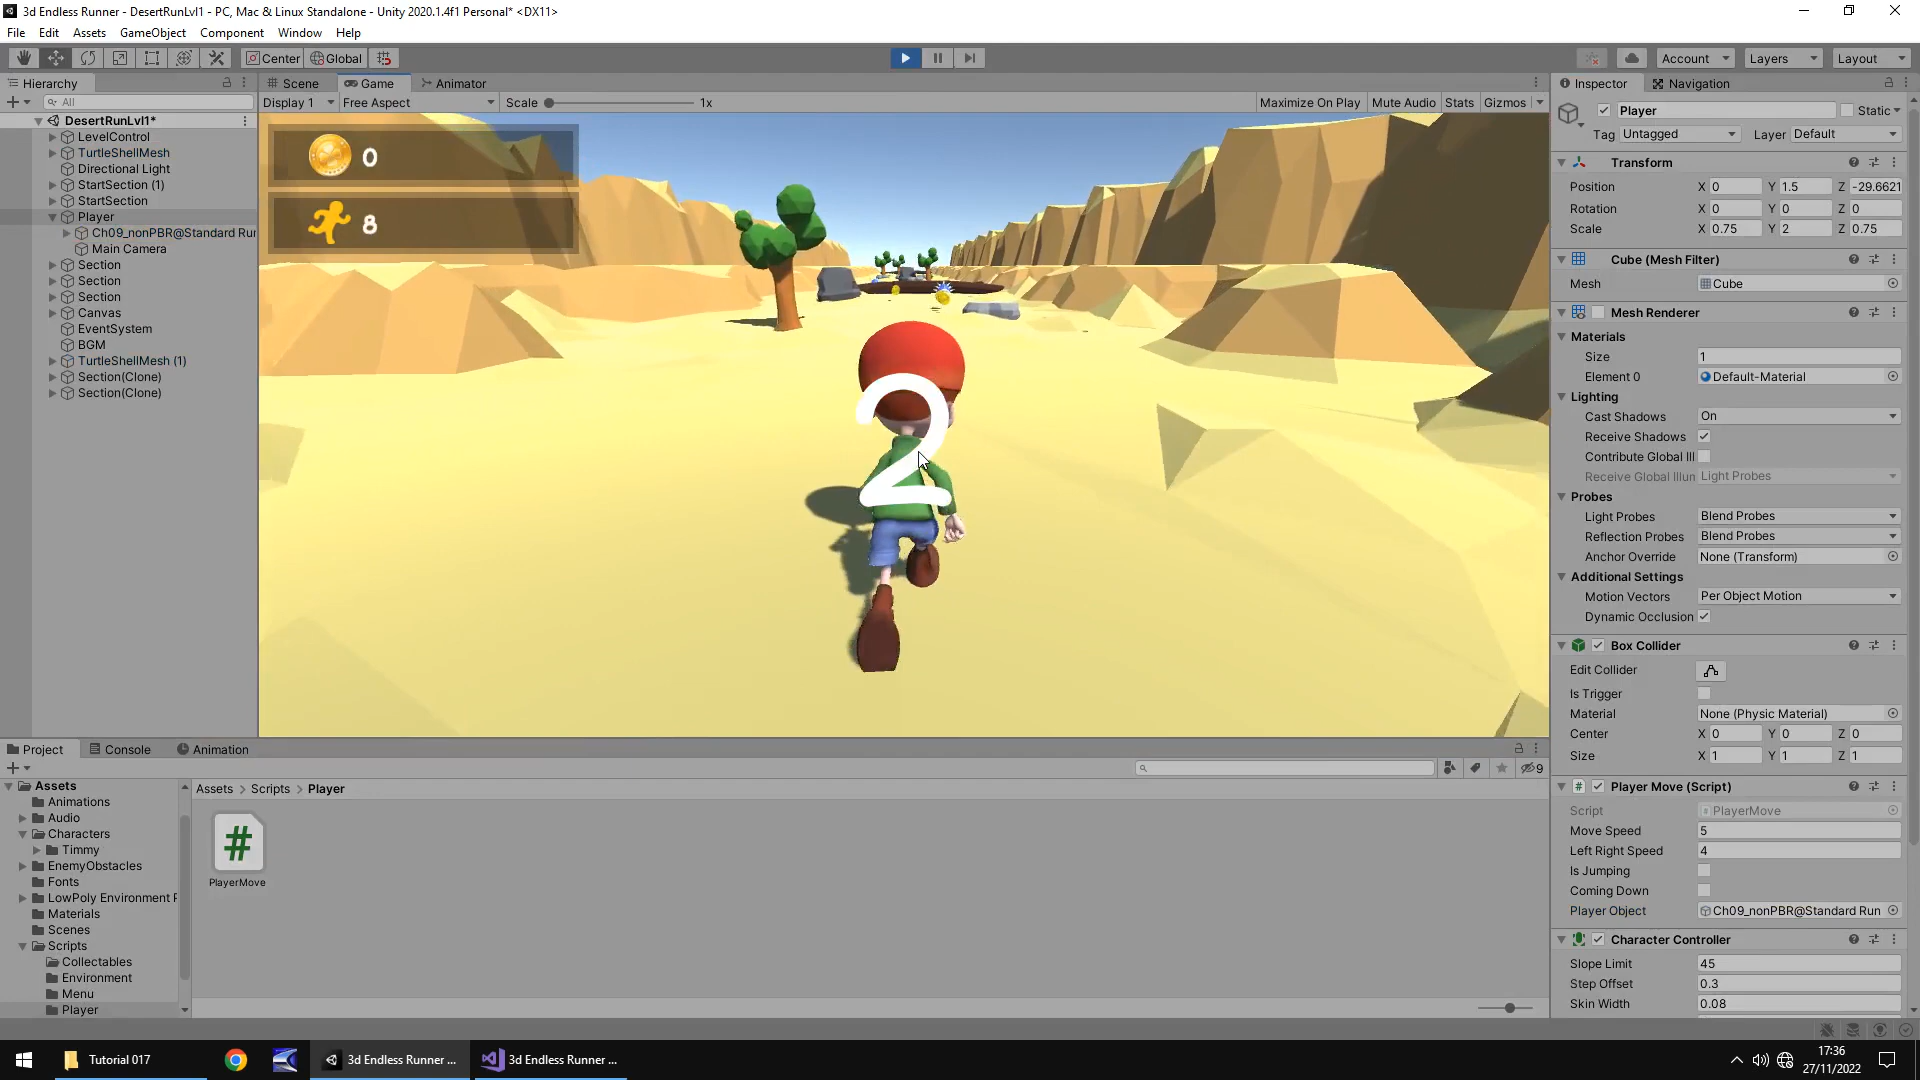 3d Endless Runner - DesertRunLvl1 - PC, Mac & Linux Standalone - Unity 2020.1.4f1 Personal* <DX11>
File Edit Assets GameObject Component Window Help
Center Global Account Layers Layout
Hierarchy Scene Game Animator Inspector Navigation
All Display 1 Free Aspect Scale 1x Maximize On Play Mute Audio Stats Gizmos
Player Static
Tag Untagged Layer Default
DesertRunLvl1*
LevelControl
TurtleShellMesh
Directional Light
StartSection (1)
StartSection
Player
Ch09_nonPBR@Standard Rur
Main Camera
Section
Section
Section
Canvas
EventSystem
BGM
TurtleShellMesh (1)
Section(Clone)
Section(Clone)
0
8
2
Transform
Position X 0 Y 1.5 Z -29.6621
Rotation X 0 Y 0 Z 0
Scale X 0.75 Y 2 Z 0.75
Cube (Mesh Filter)
Mesh Cube
Mesh Renderer
Materials
Size 1
Element 0 Default-Material
Lighting
Cast Shadows On
Receive Shadows
Contribute Global Ill
Receive Global Illun Light Probes
Probes
Light Probes Blend Probes
Reflection Probes Blend Probes
Anchor Override None (Transform)
Additional Settings
Motion Vectors Per Object Motion
Dynamic Occlusion
Box Collider
Edit Collider
Is Trigger
Material None (Physic Material)
Center X 0 Y 0 Z 0
Size X 1 Y 1 Z 1
Player Move (Script)
Script PlayerMove
Move Speed 5
Left Right Speed 4
Is Jumping
Coming Down
Player Object Ch09_nonPBR@Standard Run
Character Controller
Slope Limit 45
Step Offset 0.3
Skin Width 0.08
Project Console Animation
9
Assets
Animations
Audio
Characters
Timmy
EnemyObstacles
Fonts
LowPoly Environment P
Materials
Scenes
Scripts
Collectables
Environment
Menu
Player
Assets > Scripts > Player
#
PlayerMove
Tutorial 017 3d Endless Runner ... 3d Endless Runner ...
17:36
27/11/2022